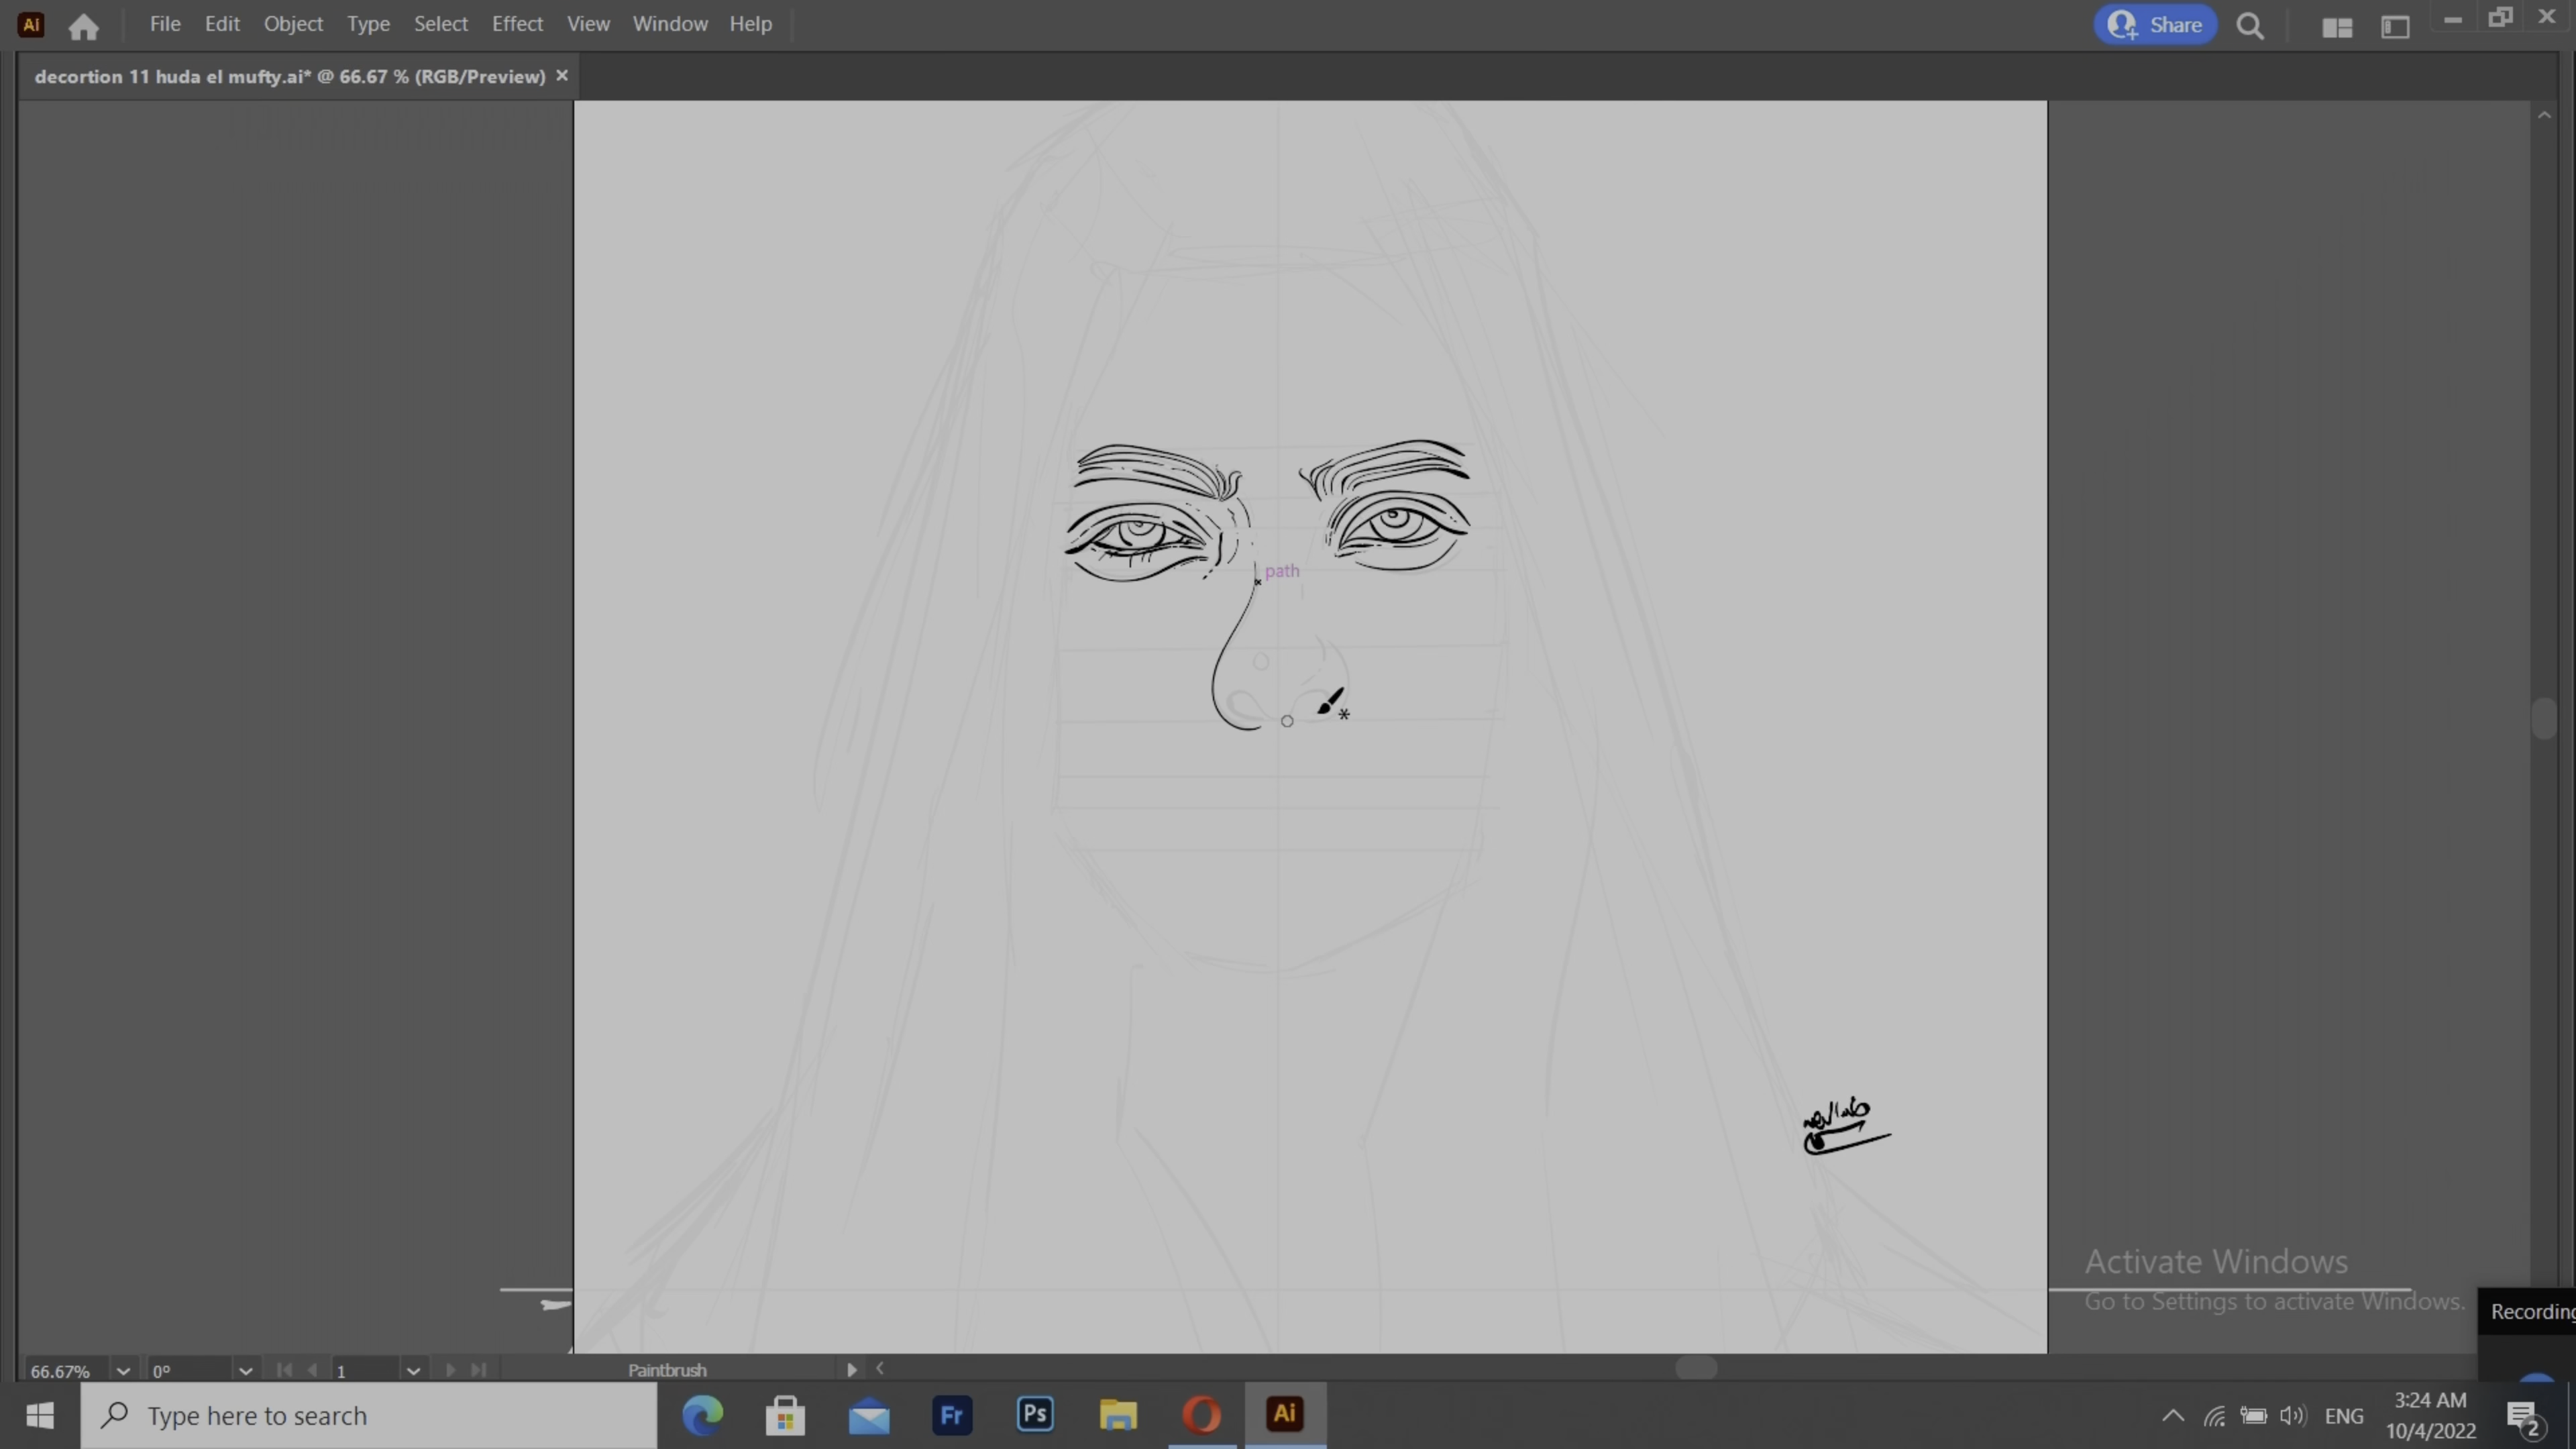 Ai File Edit Object Type Select Effect View Window Help Share
decortion 11 huda el mufty.ai* @ 66.67 % (RGB/Preview) ×
path
Activate Windows
Go to Settings to activate Windows.
Recording
66.67% 0° 1 Paintbrush
Type here to search Fr Ps Ai ENG 3:24 AM
10/4/2022 2